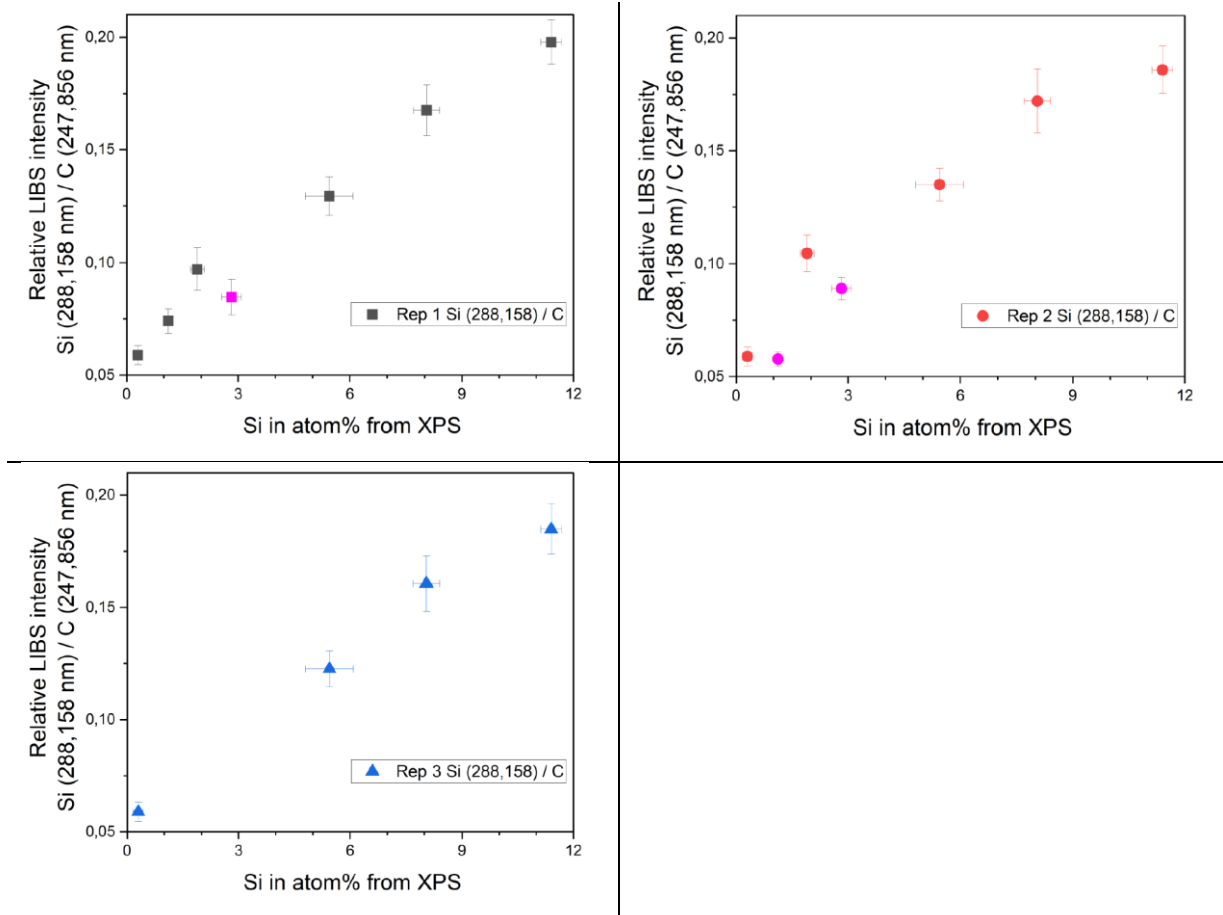 Relative LIBS intensity
Si (288,158 nm) / C (247,856 nm)
0,20
0,15
0,10
0,05
Rep 1 Si (288,158) / C
0 3 6 9 12
Si in atom% from XPS
Relative LIBS intensity
Si (288,158 nm) / C (247,856 nm)
0,20
0,15
0,10
0,05
Rep 2 Si (288,158) / C
0 3 6 9 12
Si in atom% from XPS
Relative LIBS intensity
Si (288,158 nm) / C (247,856 nm)
0,20
0,15
0,10
0,05
Rep 3 Si (288,158) / C
0 3 6 9 12
Si in atom% from XPS